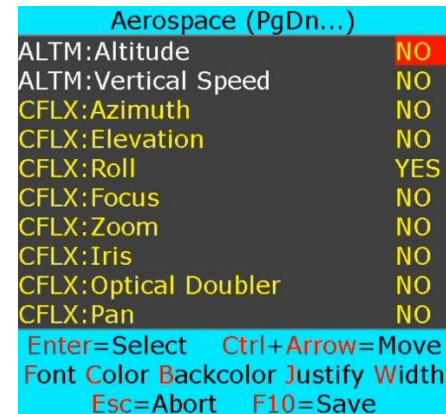 Aerospace (PgDn...)
ALTM:Altitude NO
ALTM:Vertical Speed NO
CFLX:Azimuth NO
CFLX:Elevation NO
CFLX:Roll YES
CFLX:Focus NO
CFLX:Zoom NO
CFLX:Iris NO
CFLX:Optical Doubler NO
CFLX:Pan NO
Enter=Select Ctrl+Arrow=Move
Font Color Backcolor Justify Width
Esc=Abort F10=Save